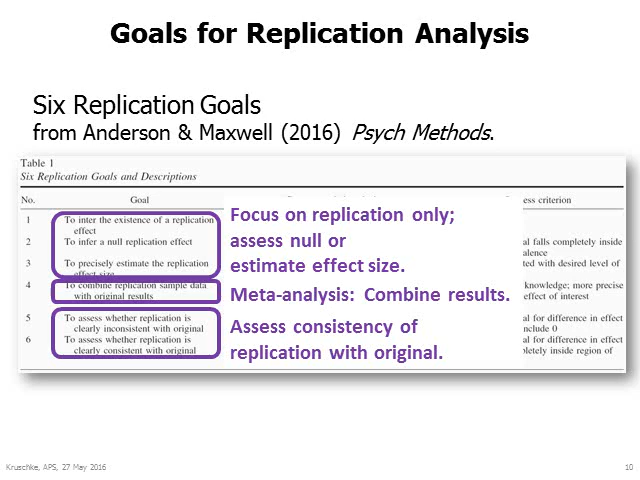 Goals for Replication Analysis
Six Replication Goals
from Anderson & Maxwell (2016) Psych Methods.
Table 1
Six Replication Goals and Descriptions
No.
Goal
ess criterion
1
To infer the existence of a replication
effect
2
To infer a null replication effect
al falls completely inside
alence
3
To precisely estimate the replication
effect size
ted with desired level of
4
To combine replication sample data
with original results
knowledge; more precise
effect of interest
5
To assess whether replication is
clearly inconsistent with original
al for difference in effect
nclude 0
6
To assess whether replication is
clearly consistent with original
al for difference in effect
letely inside region of
Focus on replication only;
assess null or
estimate effect size.
Meta-analysis: Combine results.
Assess consistency of
replication with original.
Kruschke, APS, 27 May 2016
10